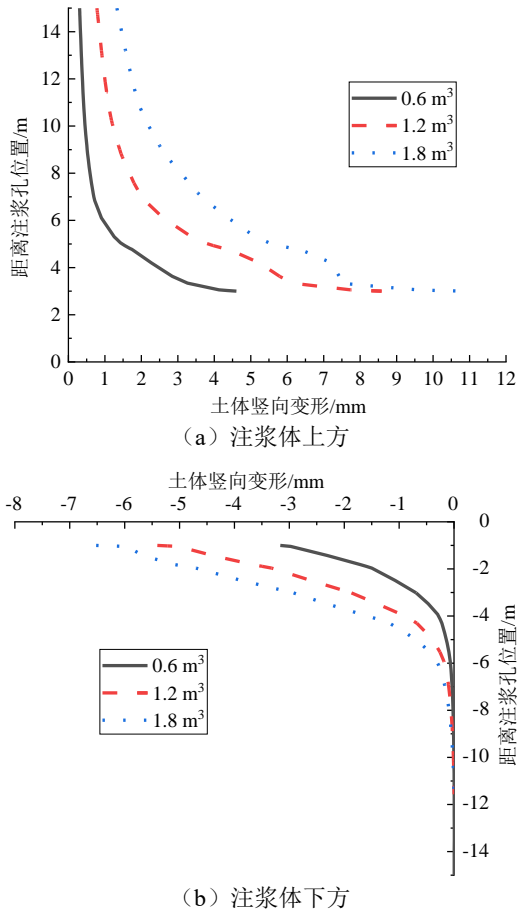 14
12
10
8
6
4
2
0
距离注浆孔位置/m
0.6 m³
1.2 m³
1.8 m³
0 1 2 3 4 5 6 7 8 9 10 11 12
土体竖向变形/mm
（a）注浆体上方
土体竖向变形/mm
-8 -7 -6 -5 -4 -3 -2 -1 0
0
-2
-4
-6
-8
-10
-12
-14
距离注浆孔位置/m
0.6 m³
1.2 m³
1.8 m³
（b）注浆体下方